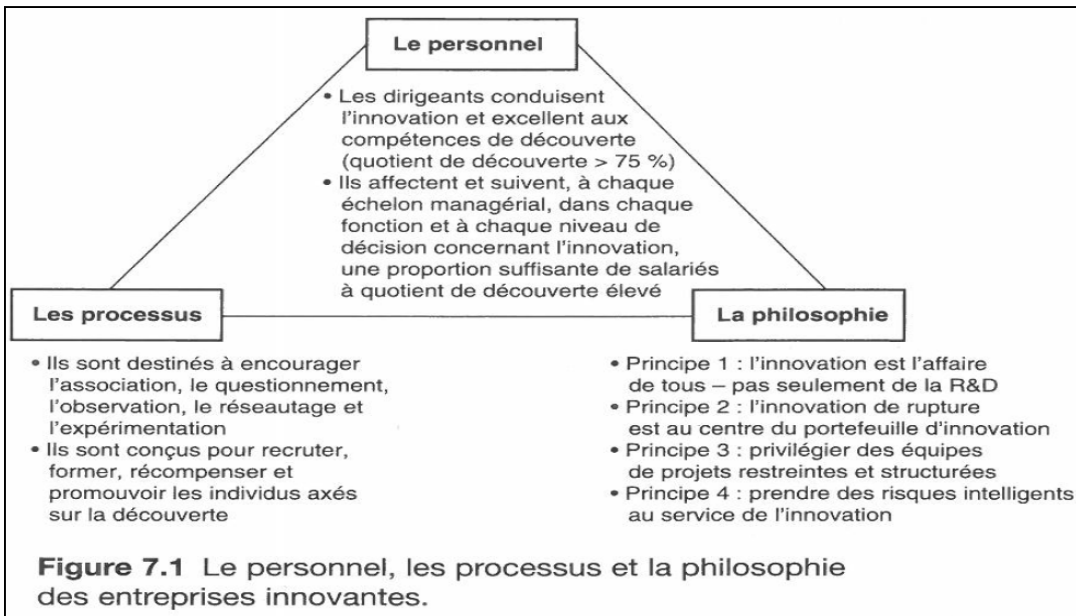 Le personnel
• Les dirigeants conduisent
l'innovation et excellent aux
compétences de découverte
(quotient de découverte > 75 %)
• Ils affectent et suivent, à chaque
échelon managérial, dans chaque
fonction et à chaque niveau de
décision concernant l'innovation,
une proportion suffisante de salariés
à quotient de découverte élevé
Les processus
• Ils sont destinés à encourager
l'association, le questionnement,
l'observation, le réseautage et
l'expérimentation
• Ils sont conçus pour recruter,
former, récompenser et
promouvoir les individus axés
sur la découverte
La philosophie
• Principe 1 : l'innovation est l'affaire
de tous – pas seulement de la R&D
• Principe 2 : l'innovation de rupture
est au centre du portefeuille d'innovation
• Principe 3 : privilégier des équipes
de projets restreintes et structurées
• Principe 4 : prendre des risques intelligents
au service de l'innovation
Figure 7.1 Le personnel, les processus et la philosophie
des entreprises innovantes.